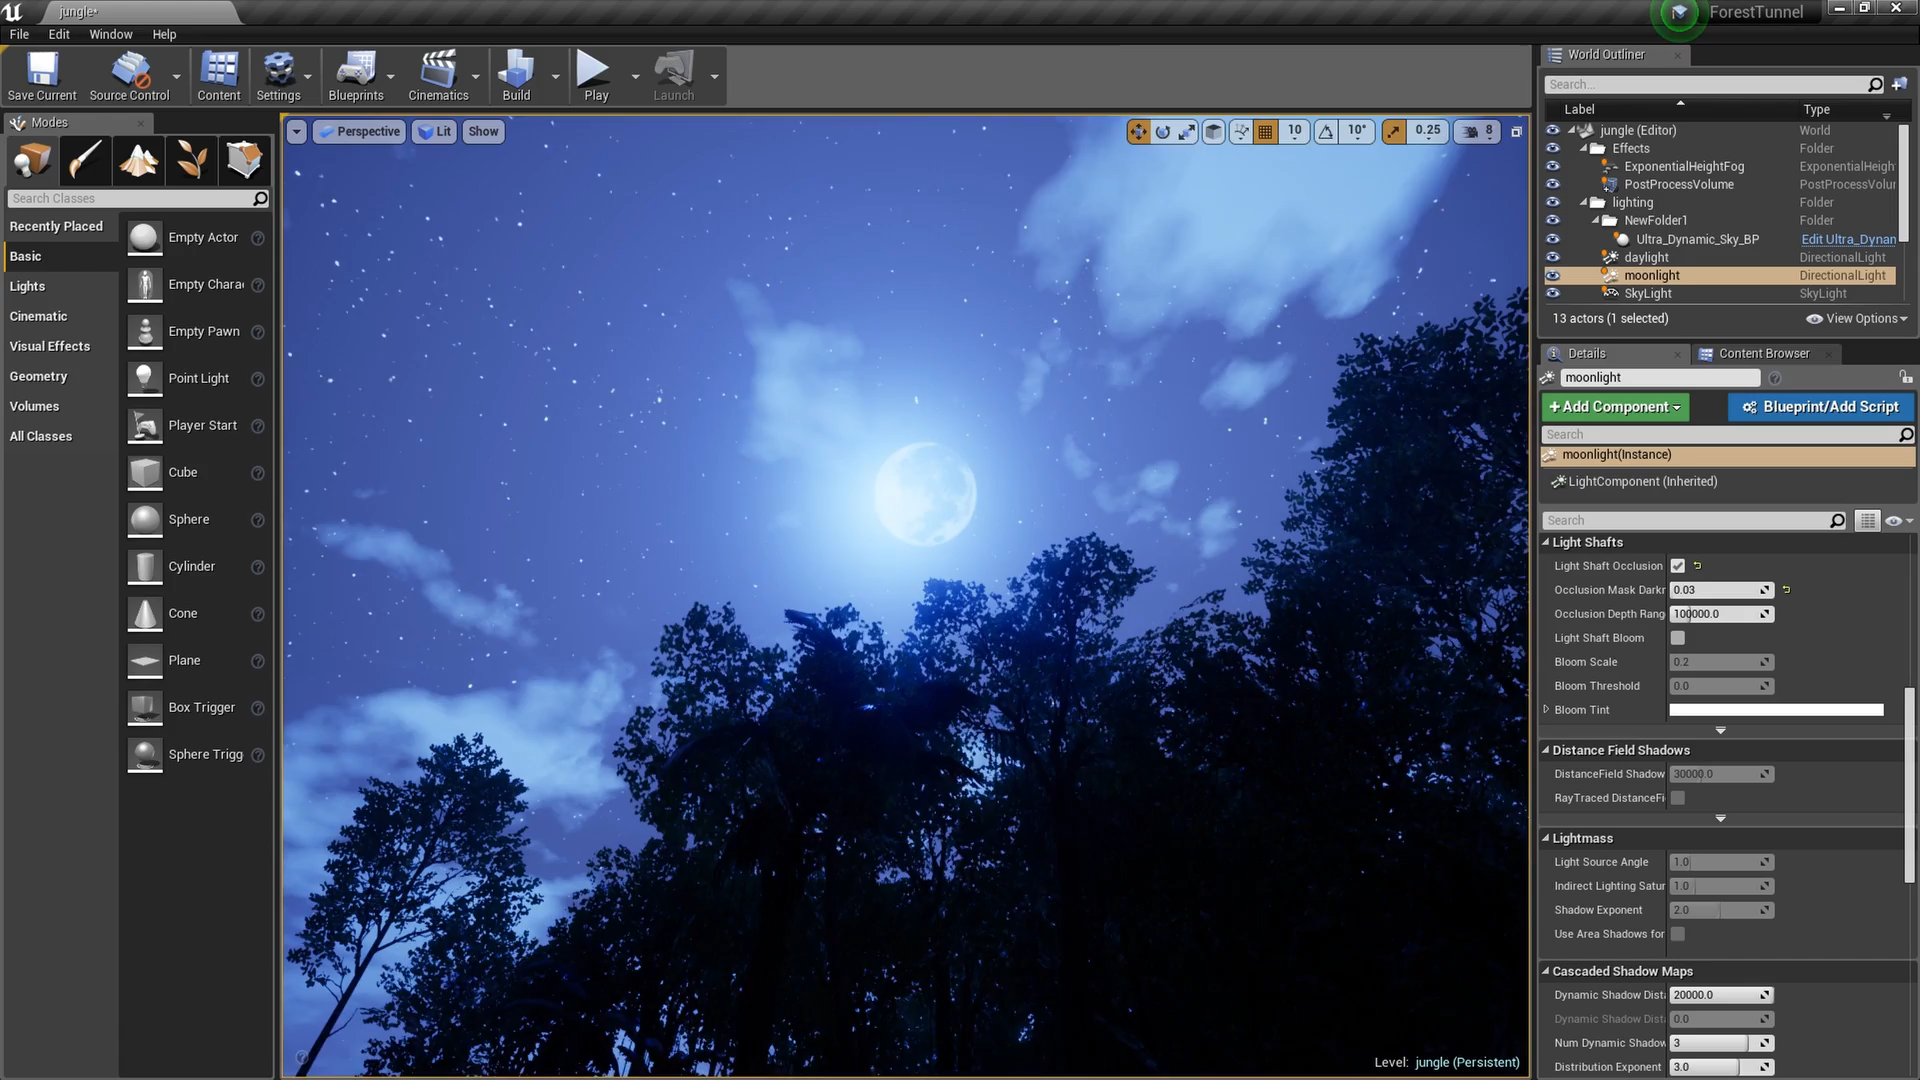 jungle*
ForestTunnel
File Edit Window Help
Save Current
Source Control
Content
Settings
Blueprints
Cinematics
Build
Play
Launch
Modes
Search Classes
Recently Placed
Basic
Lights
Cinematic
Visual Effects
Geometry
Volumes
All Classes
Empty Actor
Empty Charac
Empty Pawn
Point Light
Player Start
Cube
Sphere
Cylinder
Cone
Plane
Box Trigger
Sphere Trigg
Perspective Lit Show
10 10° 0.25 8
Level: jungle (Persistent)
World Outliner
Search...
Label Type
jungle (Editor) World
Effects Folder
ExponentialHeightFog ExponentialHeigh
PostProcessVolume PostProcessVolu
lighting Folder
NewFolder1 Folder
Ultra_Dynamic_Sky_BP Edit Ultra_Dynan
daylight DirectionalLight
moonlight DirectionalLight
SkyLight SkyLight
13 actors (1 selected) View Options
Details Content Browser
moonlight
+Add Component Blueprint/Add Script
Search
moonlight(Instance)
LightComponent (Inherited)
Search
Light Shafts
Light Shaft Occlusion
Occlusion Mask Darkr 0.03
Occlusion Depth Rang 100000.0
Light Shaft Bloom
Bloom Scale 0.2
Bloom Threshold 0.0
Bloom Tint
Distance Field Shadows
DistanceField Shadow 30000.0
RayTraced DistanceFi
Lightmass
Light Source Angle 1.0
Indirect Lighting Satur 1.0
Shadow Exponent 2.0
Use Area Shadows for
Cascaded Shadow Maps
Dynamic Shadow Dist 20000.0
Dynamic Shadow Dist 0.0
Num Dynamic Shadow 3
Distribution Exponent 3.0